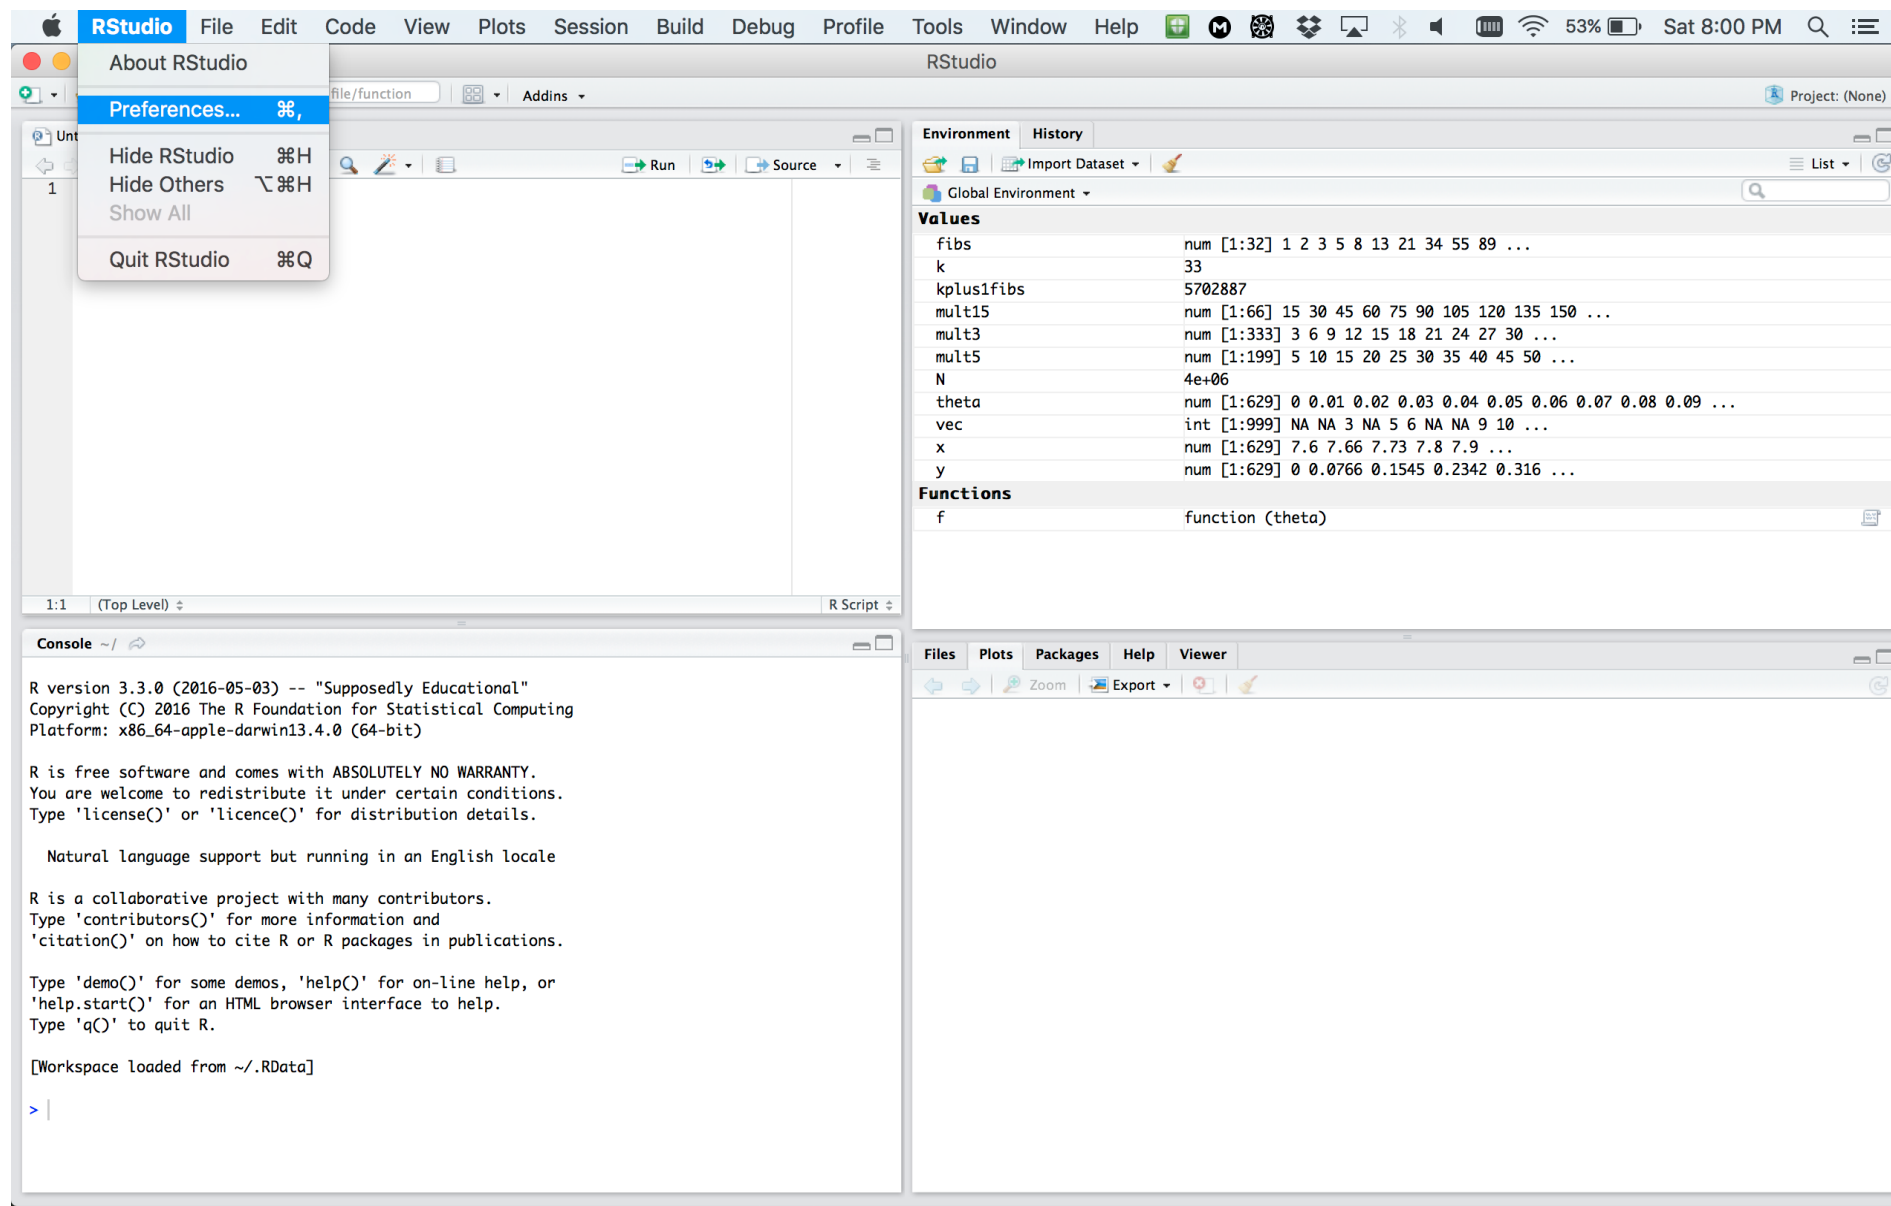 RStudio File Edit Code View Plots Session Build Debug Profile Tools Window Help 53% Sat 8:00 PM
RStudio
About RStudio
Preferences... ⌘,
Hide RStudio ⌘H
Hide Others ⌥⌘H
Show All
Quit RStudio ⌘Q
file/function Addins Project: (None)
Unt
Run Source
1
1:1 (Top Level) R Script
Console ~/
R version 3.3.0 (2016-05-03) -- "Supposedly Educational"
Copyright (C) 2016 The R Foundation for Statistical Computing
Platform: x86_64-apple-darwin13.4.0 (64-bit)
R is free software and comes with ABSOLUTELY NO WARRANTY.
You are welcome to redistribute it under certain conditions.
Type 'license()' or 'licence()' for distribution details.
Natural language support but running in an English locale
R is a collaborative project with many contributors.
Type 'contributors()' for more information and
'citation()' on how to cite R or R packages in publications.
Type 'demo()' for some demos, 'help()' for on-line help, or
'help.start()' for an HTML browser interface to help.
Type 'q()' to quit R.
[Workspace loaded from ~/.RData]
>
Environment History
Import Dataset List
Global Environment
Values
fibs num [1:32] 1 2 3 5 8 13 21 34 55 89 ...
k 33
kplus1fibs 5702887
mult15 num [1:66] 15 30 45 60 75 90 105 120 135 150 ...
mult3 num [1:333] 3 6 9 12 15 18 21 24 27 30 ...
mult5 num [1:199] 5 10 15 20 25 30 35 40 45 50 ...
N 4e+06
theta num [1:629] 0 0.01 0.02 0.03 0.04 0.05 0.06 0.07 0.08 0.09 ...
vec int [1:999] NA NA 3 NA 5 6 NA NA 9 10 ...
x num [1:629] 7.6 7.66 7.73 7.8 7.9 ...
y num [1:629] 0 0.0766 0.1545 0.2342 0.316 ...
Functions
f function (theta)
Files Plots Packages Help Viewer
Zoom Export